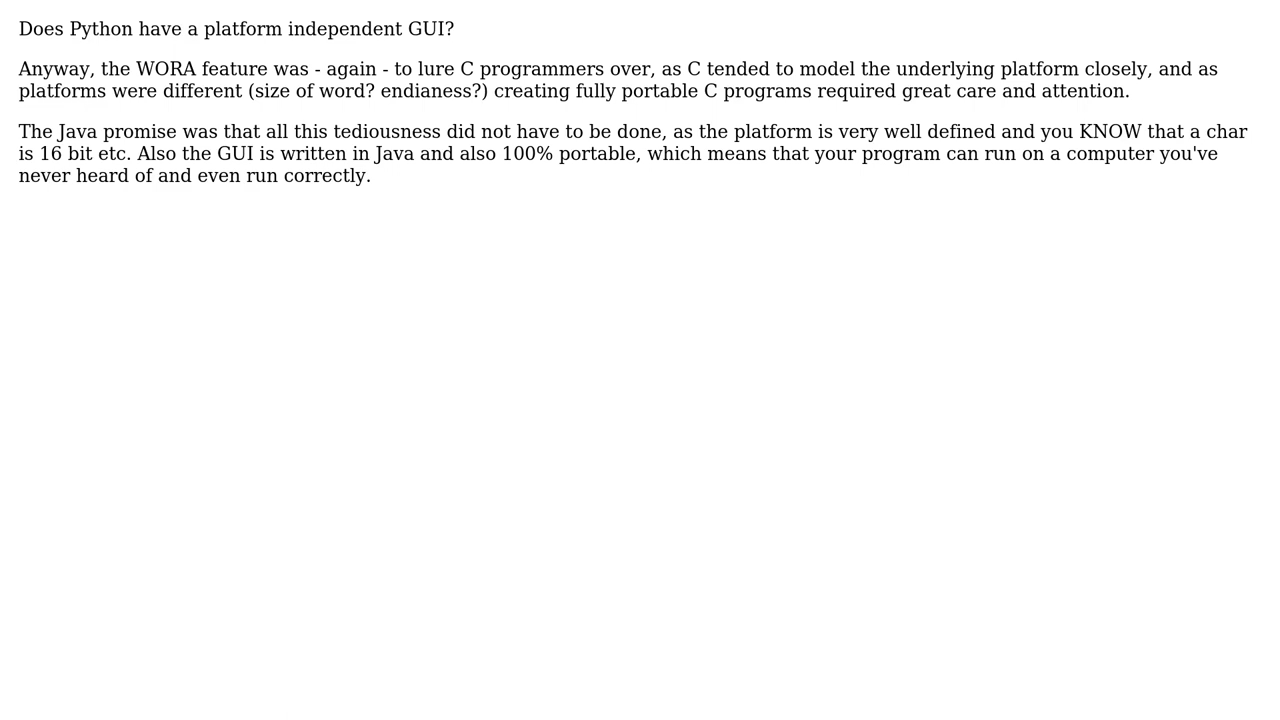 Does Python have a platform independent GUI?
Anyway, the WORA feature was - again - to lure C programmers over, as C tended to model the underlying platform closely, and as
platforms were different (size of word? endianess?) creating fully portable C programs required great care and attention.
The Java promise was that all this tediousness did not have to be done, as the platform is very well defined and you KNOW that a char
is 16 bit etc. Also the GUI is written in Java and also 100% portable, which means that your program can run on a computer you've
never heard of and even run correctly.